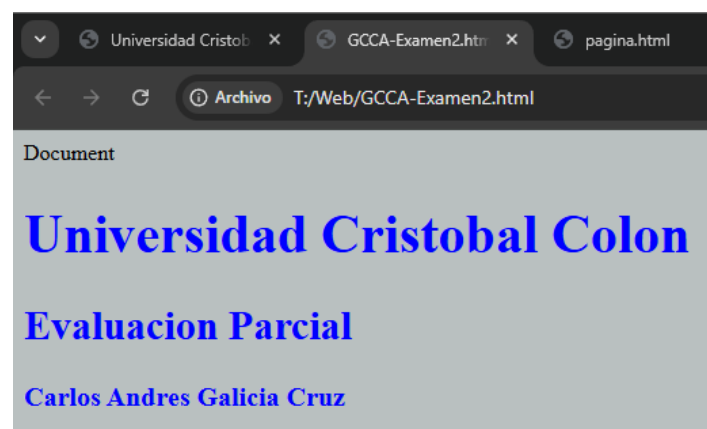 Universidad Cristob
GCCA-Examen2.htm
pagina.html
Archivo T:/Web/GCCA-Examen2.html
Document
Universidad Cristobal Colon
Evaluacion Parcial
Carlos Andres Galicia Cruz